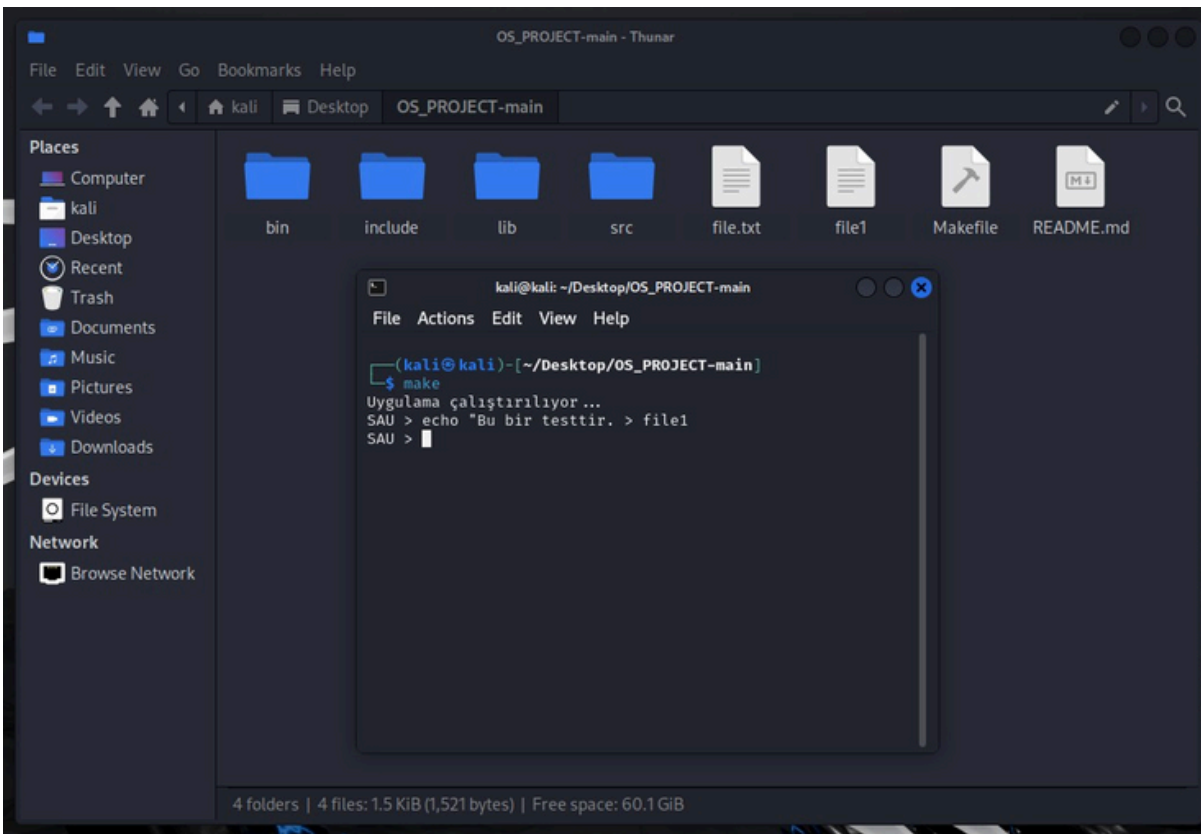 OS_PROJECT-main - Thunar
File Edit View Go Bookmarks Help
kali Desktop OS_PROJECT-main
Places
Computer
kali
Desktop
Recent
Trash
Documents
Music
Pictures
Videos
Downloads
Devices
File System
Network
Browse Network
bin include lib src file.txt file1 Makefile README.md
M↓
kali@kali: ~/Desktop/OS_PROJECT-main
File Actions Edit View Help
(kali㉿kali)-[~/Desktop/OS_PROJECT-main]
$ make
Uygulama çalıştırılıyor...
SAU > echo "Bu bir testtir. > file1
SAU >
4 folders | 4 files: 1.5 KiB (1,521 bytes) | Free space: 60.1 GiB